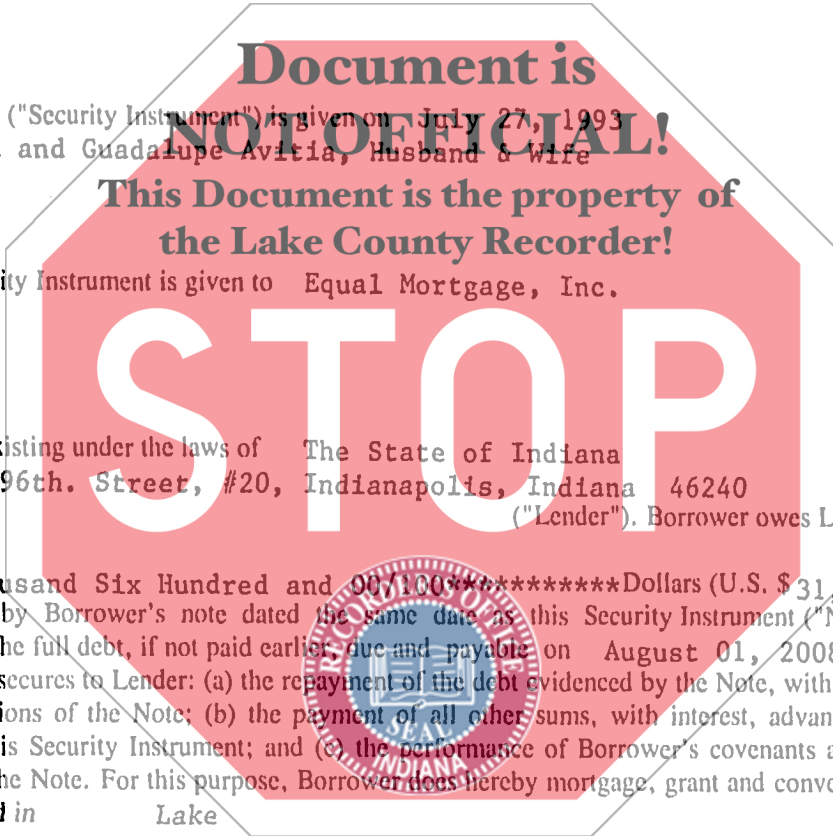 Document is
("Security Instrument") is given on July 27, 1993
NOT OFFICIAL!
and Guadalupe Avitia, Husband & Wife
This Document is the property of
the Lake County Recorder!
ity Instrument is given to Equal Mortgage, Inc.
STOP
isting under the laws of The State of Indiana
96th. Street, #20, Indianapolis, Indiana 46240
("Lender"). Borrower owes L
usand Six Hundred and 00/100************Dollars (U.S. $ 31,
by Borrower's note dated the same date as this Security Instrument ("N
he full debt, if not paid earlier, due and payable on August 01, 2008
secures to Lender: (a) the repayment of the debt evidenced by the Note, with
ions of the Note; (b) the payment of all other sums, with interest, advan
is Security Instrument; and (c) the performance of Borrower's covenants a
he Note. For this purpose, Borrower does hereby mortgage, grant and conve
d in Lake
RECORDER OF THE
SEAL
INDIANA